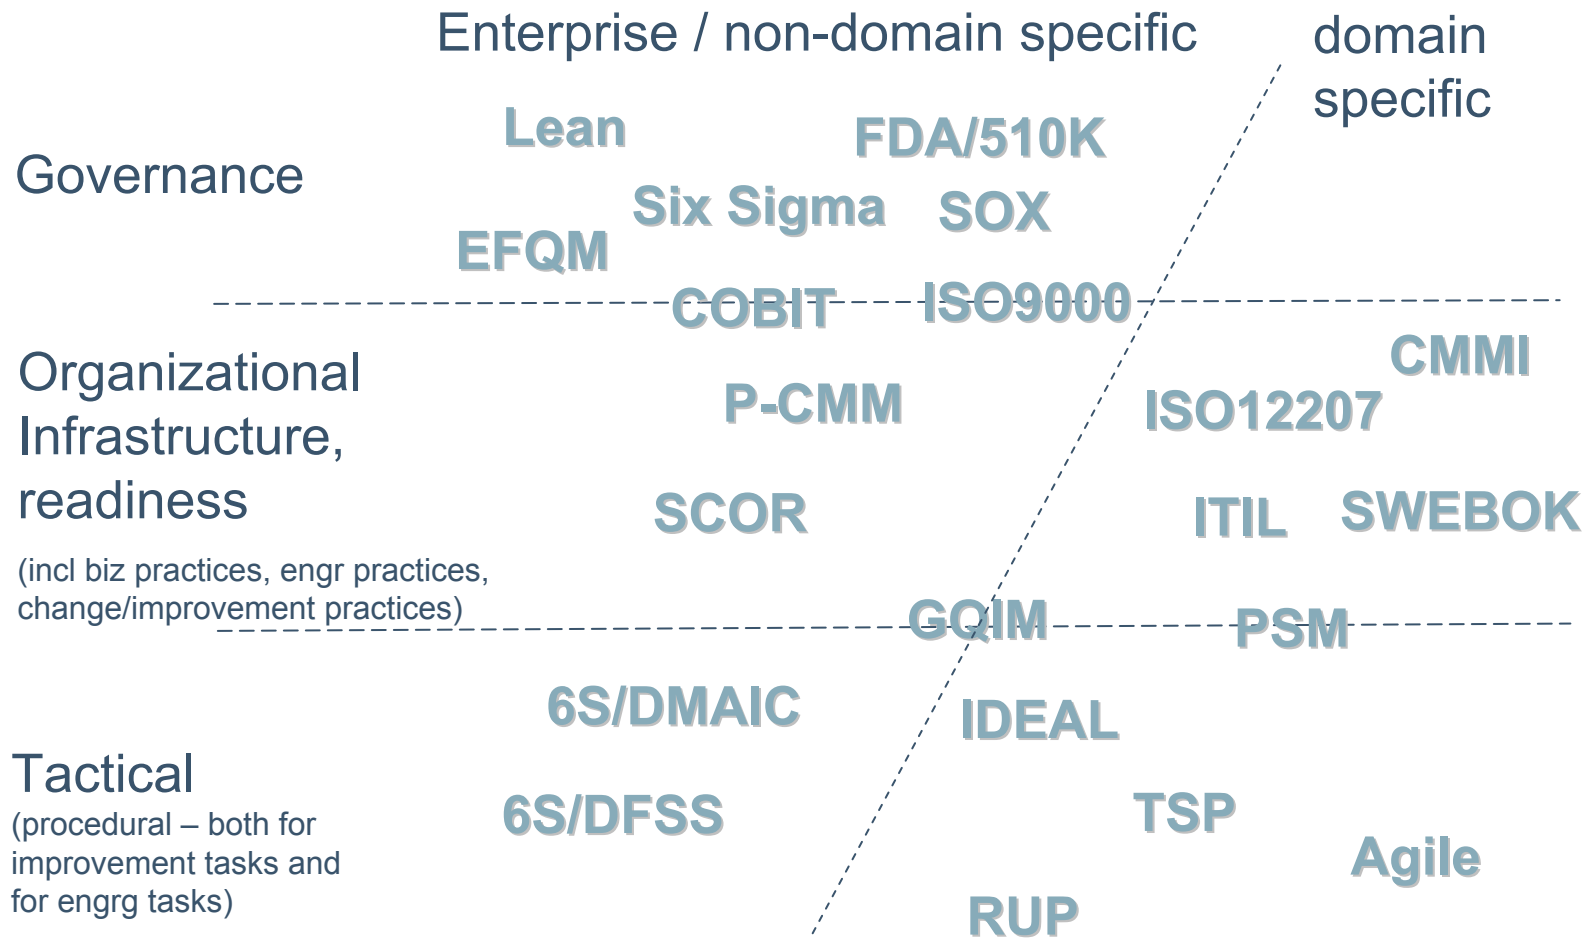 Enterprise / non-domain specific
domain
specific
Governance
Lean
FDA/510K
Six Sigma
SOX
EFQM
COBIT
ISO9000
Organizational
Infrastructure,
readiness
(incl biz practices, engr practices,
change/improvement practices)
CMMI
P-CMM
ISO12207
SCOR
ITIL
SWEBOK
GQIM
PSM
Tactical
(procedural – both for
improvement tasks and
for engrg tasks)
6S/DMAIC
IDEAL
6S/DFSS
TSP
Agile
RUP